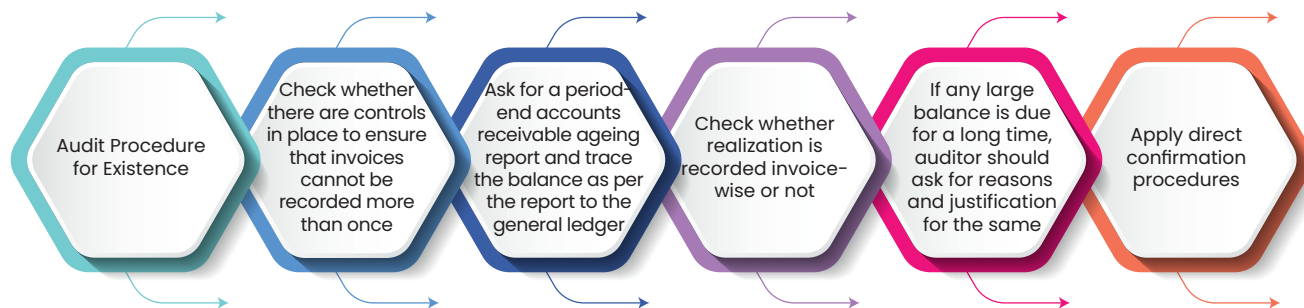 Audit Procedure
for Existence
Check whether
there are controls
in place to ensure
that invoices
cannot be
recorded more
than once
Ask for a period-
end accounts
receivable ageing
report and trace
the balance as per
the report to the
general ledger
Check whether
realization is
recorded invoice-
wise or not
If any large
balance is due
for a long time,
auditor should
ask for reasons
and justification
for the same
Apply direct
confirmation
procedures